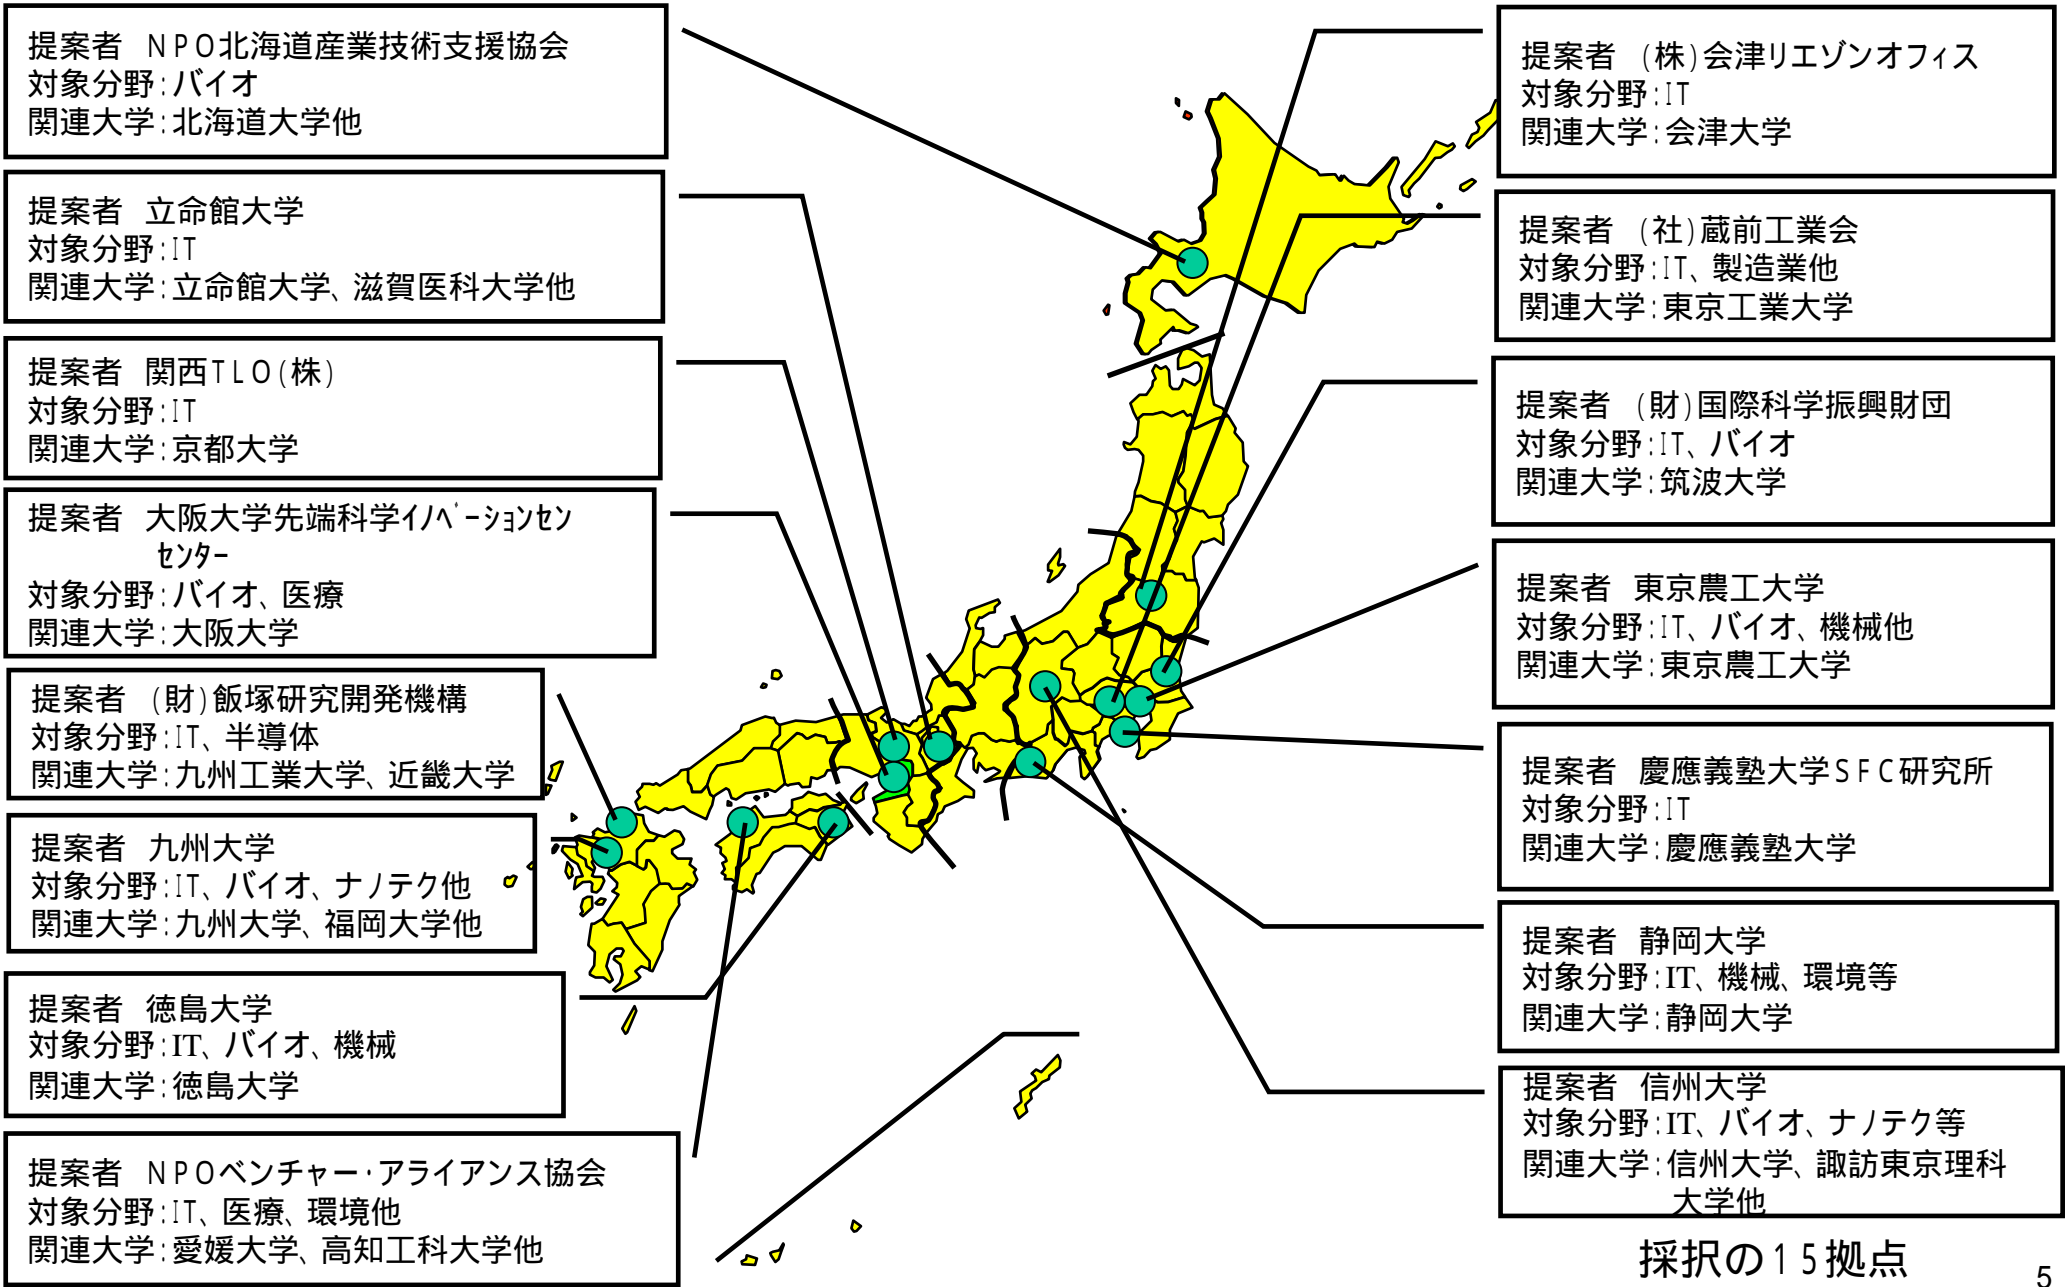 提案者　NPO北海道産業技術支援協会
対象分野:バイオ
関連大学:北海道大学他
提案者　立命館大学
対象分野:IT
関連大学:立命館大学、滋賀医科大学他
提案者　関西TLO(株)
対象分野:IT
関連大学:京都大学
提案者　大阪大学先端科学ｲﾉﾍﾞｰｼｮﾝｾﾝ
ｾﾝﾀｰ
対象分野:バイオ、医療
関連大学:大阪大学
提案者　(財)飯塚研究開発機構
対象分野:IT、半導体
関連大学:九州工業大学、近畿大学
提案者　九州大学
対象分野:IT、バイオ、ナノテク他
関連大学:九州大学、福岡大学他
提案者　徳島大学
対象分野:IT、バイオ、機械
関連大学:徳島大学
提案者　NPOベンチャー・アライアンス協会
対象分野:IT、医療、環境他
関連大学:愛媛大学、高知工科大学他
提案者　(株)会津リエゾンオフィス
対象分野:IT
関連大学:会津大学
提案者　(社)蔵前工業会
対象分野:IT、製造業他
関連大学:東京工業大学
提案者　(財)国際科学振興財団
対象分野:IT、バイオ
関連大学:筑波大学
提案者　東京農工大学
対象分野:IT、バイオ、機械他
関連大学:東京農工大学
提案者　慶應義塾大学SFC研究所
対象分野:IT
関連大学:慶應義塾大学
提案者　静岡大学
対象分野:IT、機械、環境等
関連大学:静岡大学
提案者　信州大学
対象分野:IT、バイオ、ナノテク等
関連大学:信州大学、諏訪東京理科
大学他
採択の15拠点
5